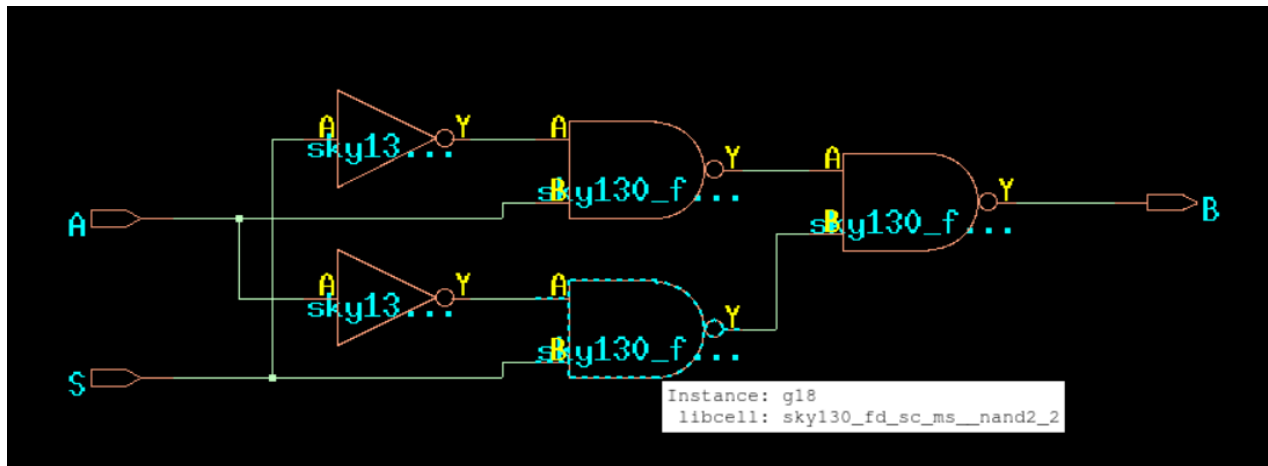 A Y
sky13...
A Y
B
sky130_f...
A Y
B
sky130_f...
A
B
A Y
sky13...
A Y
B
sky130_f...
S
Instance: g18
libcell: sky130_fd_sc_ms__nand2_2